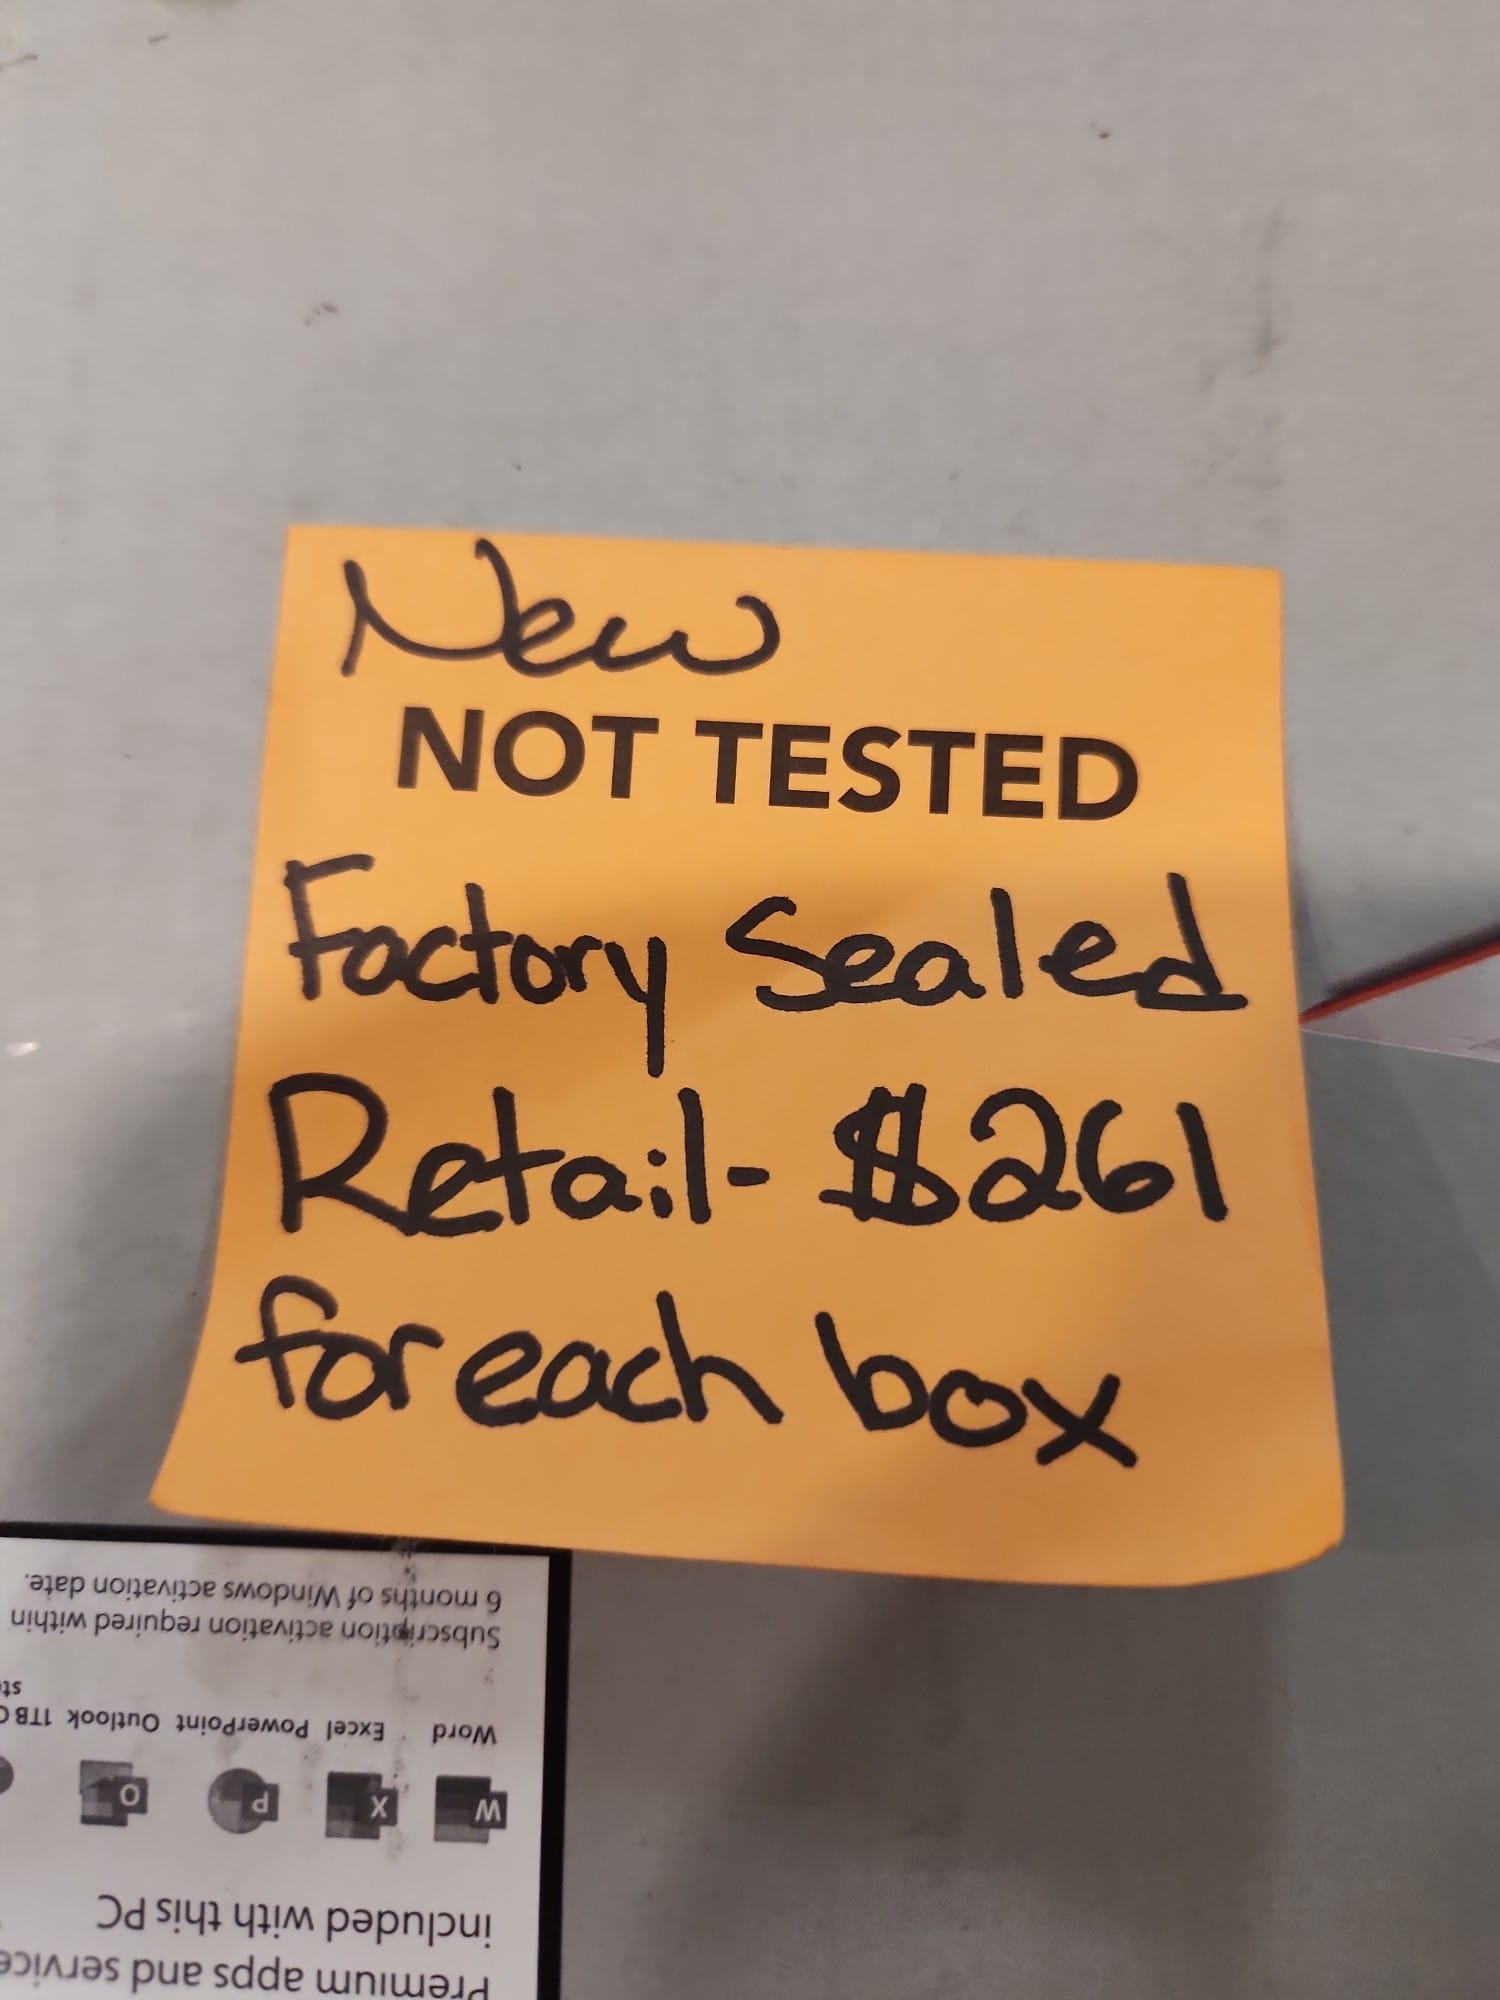 New
NOT TESTED
Factory Sealed
Retail- $261
for each box
Premium apps and service
included with this PC
W X P O
Word Excel PowerPoint Outlook 1TB
Subscription activation required within
6 months of Windows activation date.